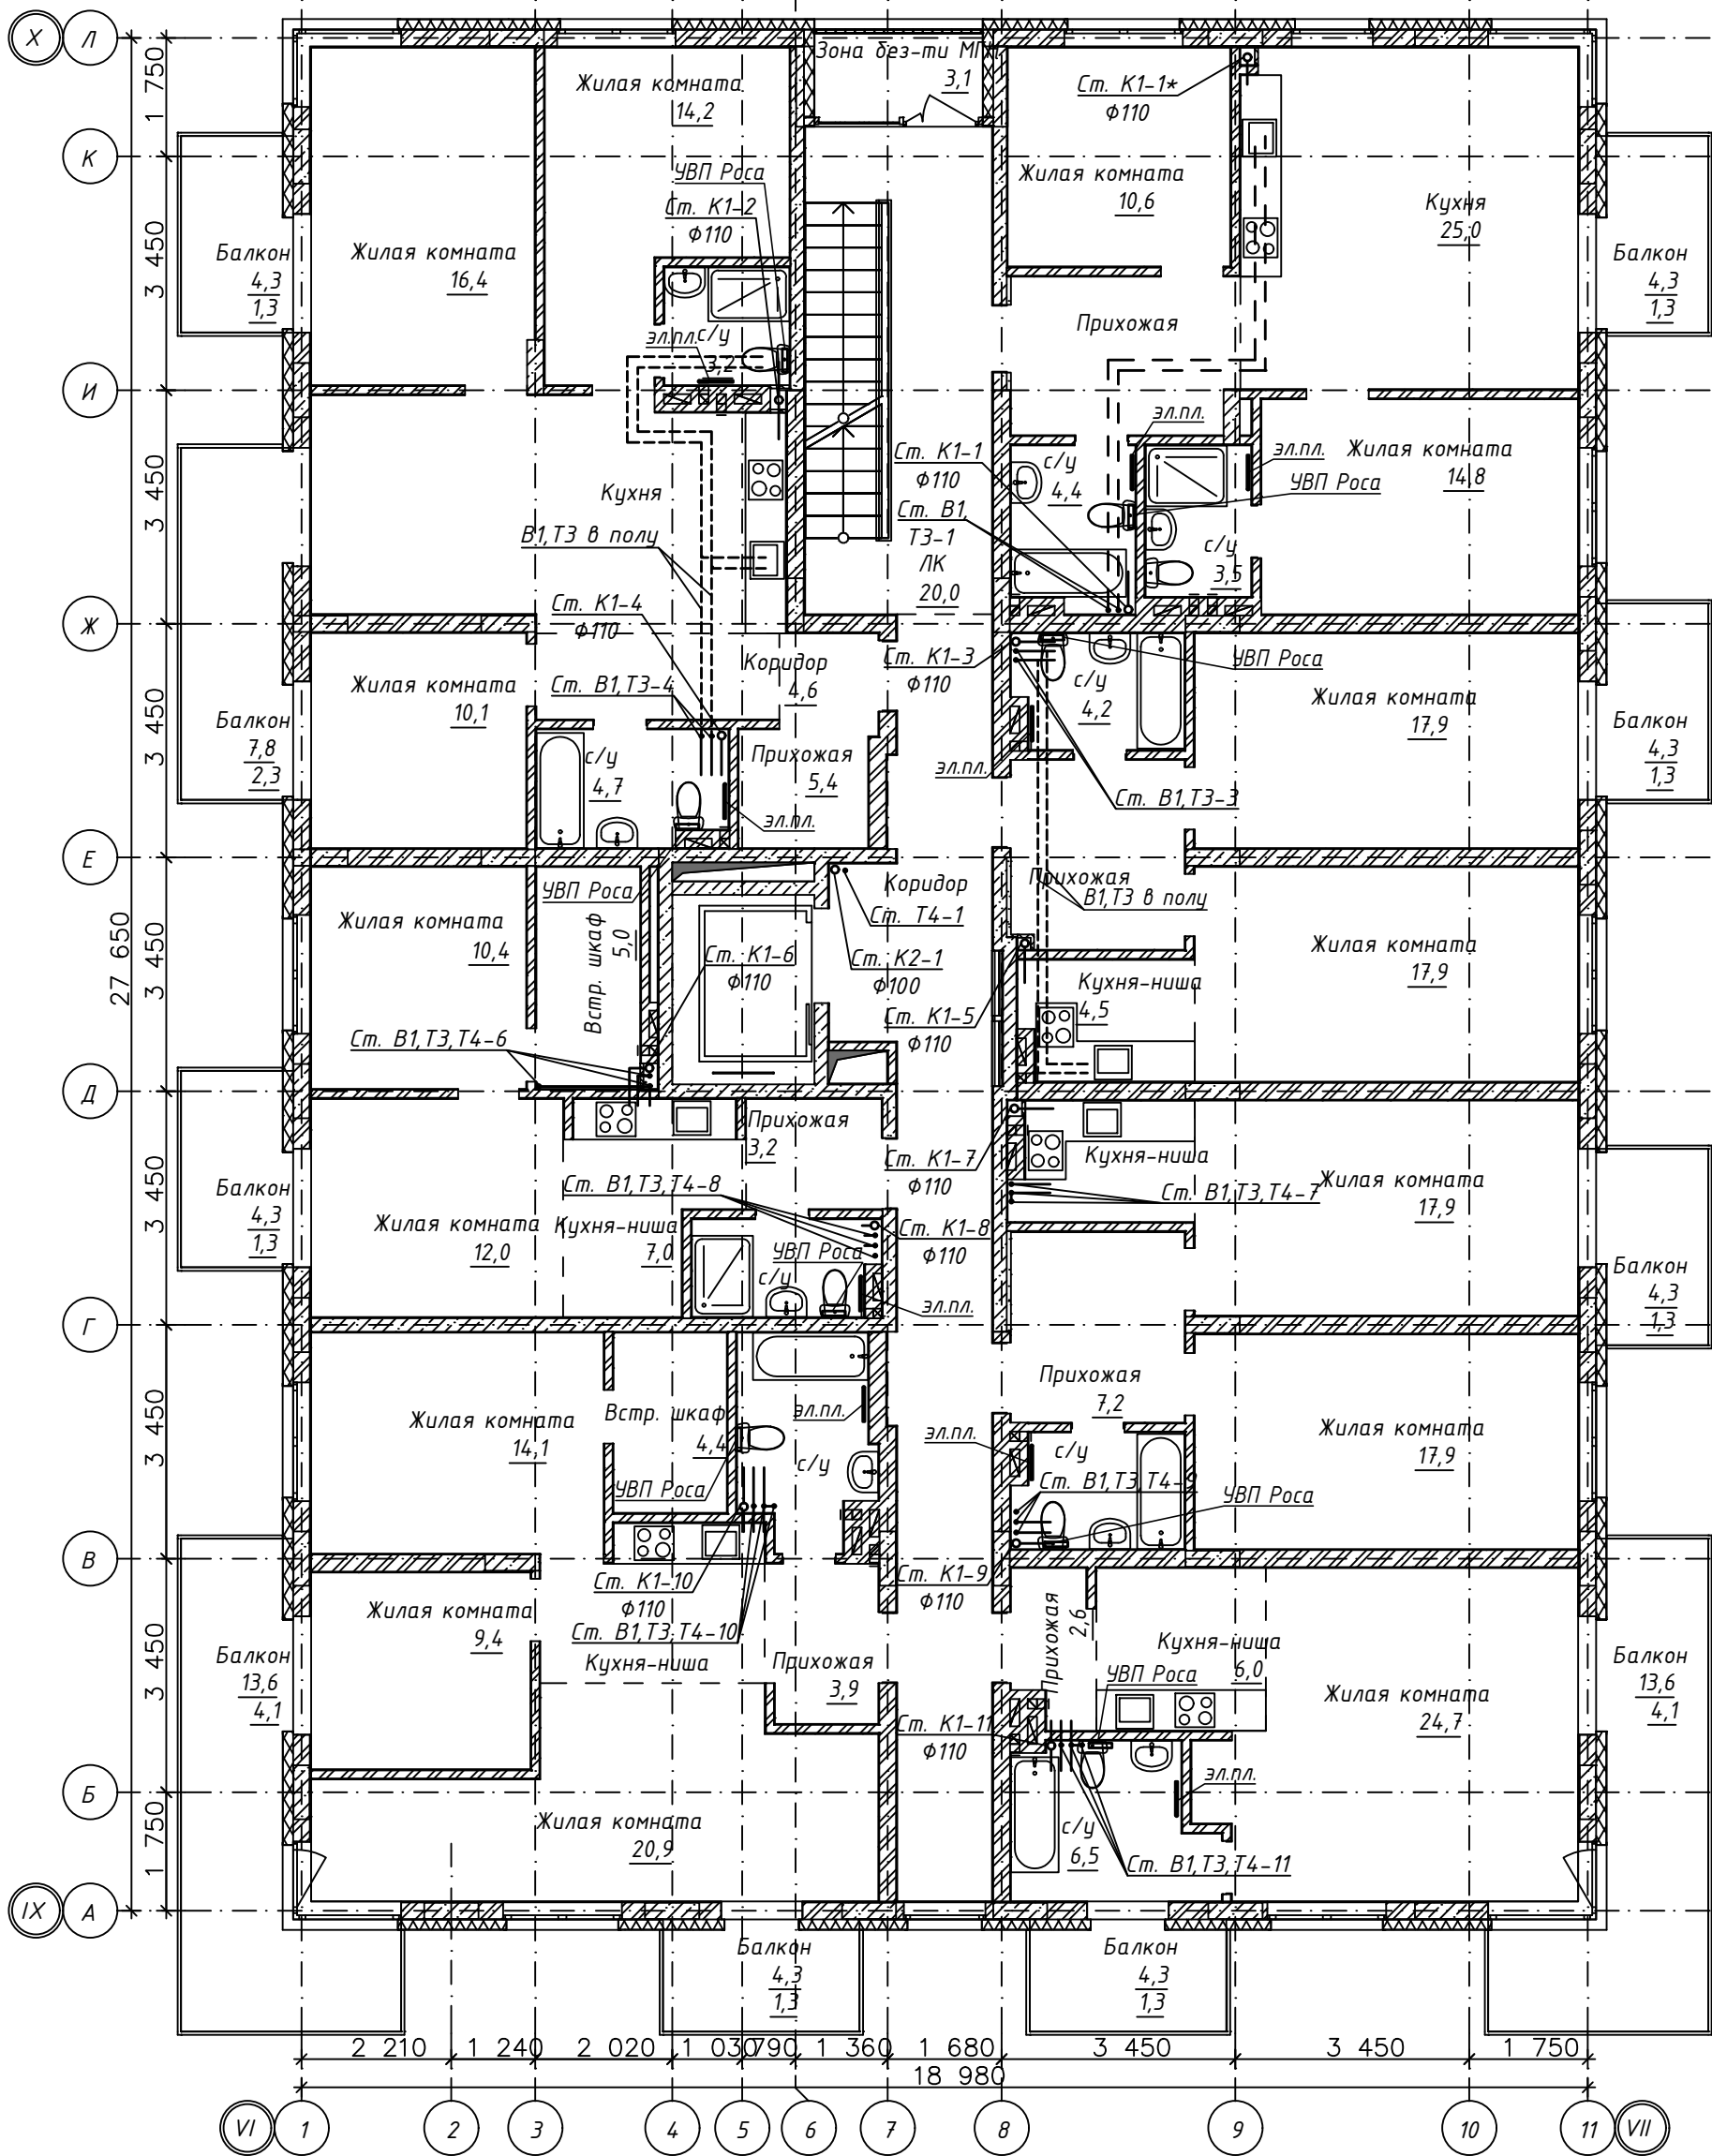 X
Л
Зона без-ти МГН
3,1
1 750
Жилая комната
14,2
Ст. К1-1*
Ф110
К
УВП Роса
Ст. К1-2
Ф110
Жилая комната
10,6
Кухня
25,0
3 450
Балкон
4,3
1,3
Жилая комната
16,4
Балкон
4,3
1,3
Прихожая
эл.пл.
с/у
3,2
И
эл.пл.
Ст. К1-1
Ф110
с/у
4,4
эл.пл.
Жилая комната
14,8
УВП Роса
3 450
Кухня
В1,Т3 в полу
Ст. В1,
Т3-1
ЛК
20,0
с/у
3,5
Ст. К1-4
Ф110
Ж
Коридор
4,6
Ст. К1-3
Ф110
УВП Роса
Жилая комната
10,1
Ст. В1,Т3-4
с/у
4,2
Жилая комната
17,9
3 450
Балкон
7,8
2,3
с/у
4,7
Прихожая
5,4
эл.пл.
эл.пл.
Ст. В1,Т3-3
Балкон
4,3
1,3
Е
УВП Роса
Коридор
Прихожая
В1,Т3 в полу
Ст. Т4-1
27 650
3 450
Жилая комната
10,4
Встр. шкаф
5,0
Ст. К1-6
Ф110
Ст. К2-1
Ф100
Жилая комната
17,9
Кухня-ниша
4,5
Ст. К1-5
Ф110
Ст. В1,Т3,Т4-6
Д
Прихожая
3,2
Ст. К1-7
Ф110
Кухня-ниша
Ст. В1,Т3,Т4-8
Ст. В1,Т3,Т4-7
Жилая комната
17,9
3 450
Балкон
4,3
1,3
Жилая комната
12,0
Кухня-ниша
7,0
Ст. К1-8
Ф110
УВП Роса
с/у
эл.пл.
Балкон
4,3
1,3
Г
Прихожая
7,2
3 450
Жилая комната
14,1
Встр. шкаф
4,4
эл.пл.
эл.пл.
с/у
с/у
Жилая комната
17,9
УВП Роса
Ст. В1,Т3,Т4-9
УВП Роса
В
Ст. К1-10
Ф110
Ст. К1-9
Ф110
Жилая комната
9,4
Ст. В1,Т3,Т4-10
Прихожая
2,6
Кухня-ниша
6,0
3 450
Балкон
13,6
4,1
Кухня-ниша
Прихожая
3,9
УВП Роса
Жилая комната
24,7
Балкон
13,6
4,1
Ст. К1-11
Ф110
Б
эл.пл.
1 750
Жилая комната
20,9
с/у
6,5
Ст. В1,Т3,Т4-11
IX
А
Балкон
4,3
1,3
Балкон
4,3
1,3
2 210
1 240
2 020
1 030
790
1 360
1 680
3 450
3 450
1 750
18 980
VI
1
2
3
4
5
6
7
8
9
10
11
VII